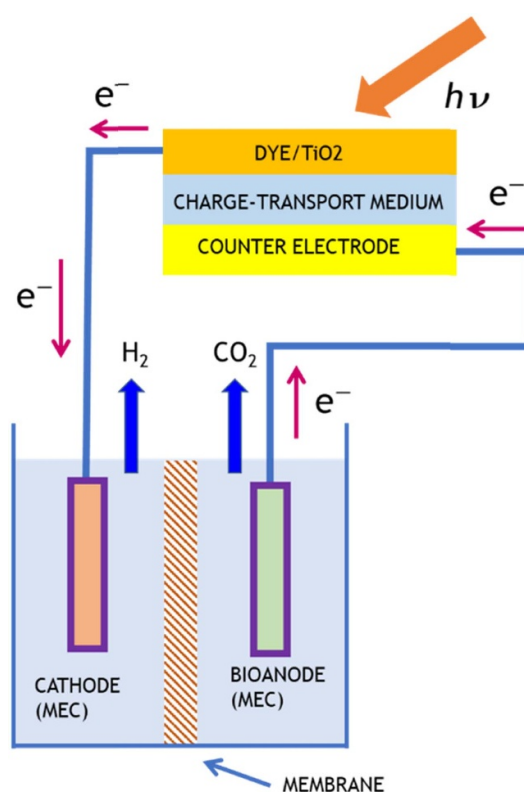 hν
e⁻
DYE/TiO2
CHARGE-TRANSPORT MEDIUM
e⁻
COUNTER ELECTRODE
e⁻
H₂
CO₂
e⁻
CATHODE
(MEC)
BIOANODE
(MEC)
MEMBRANE